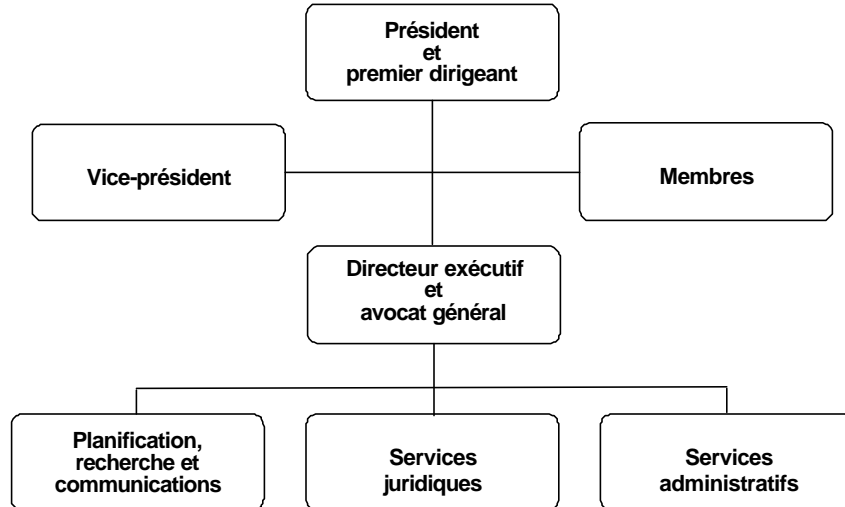 Président
et
premier dirigeant
Vice-président
Membres
Directeur exécutif
et
avocat général
Planification,
recherche et
communications
Services
juridiques
Services
administratifs